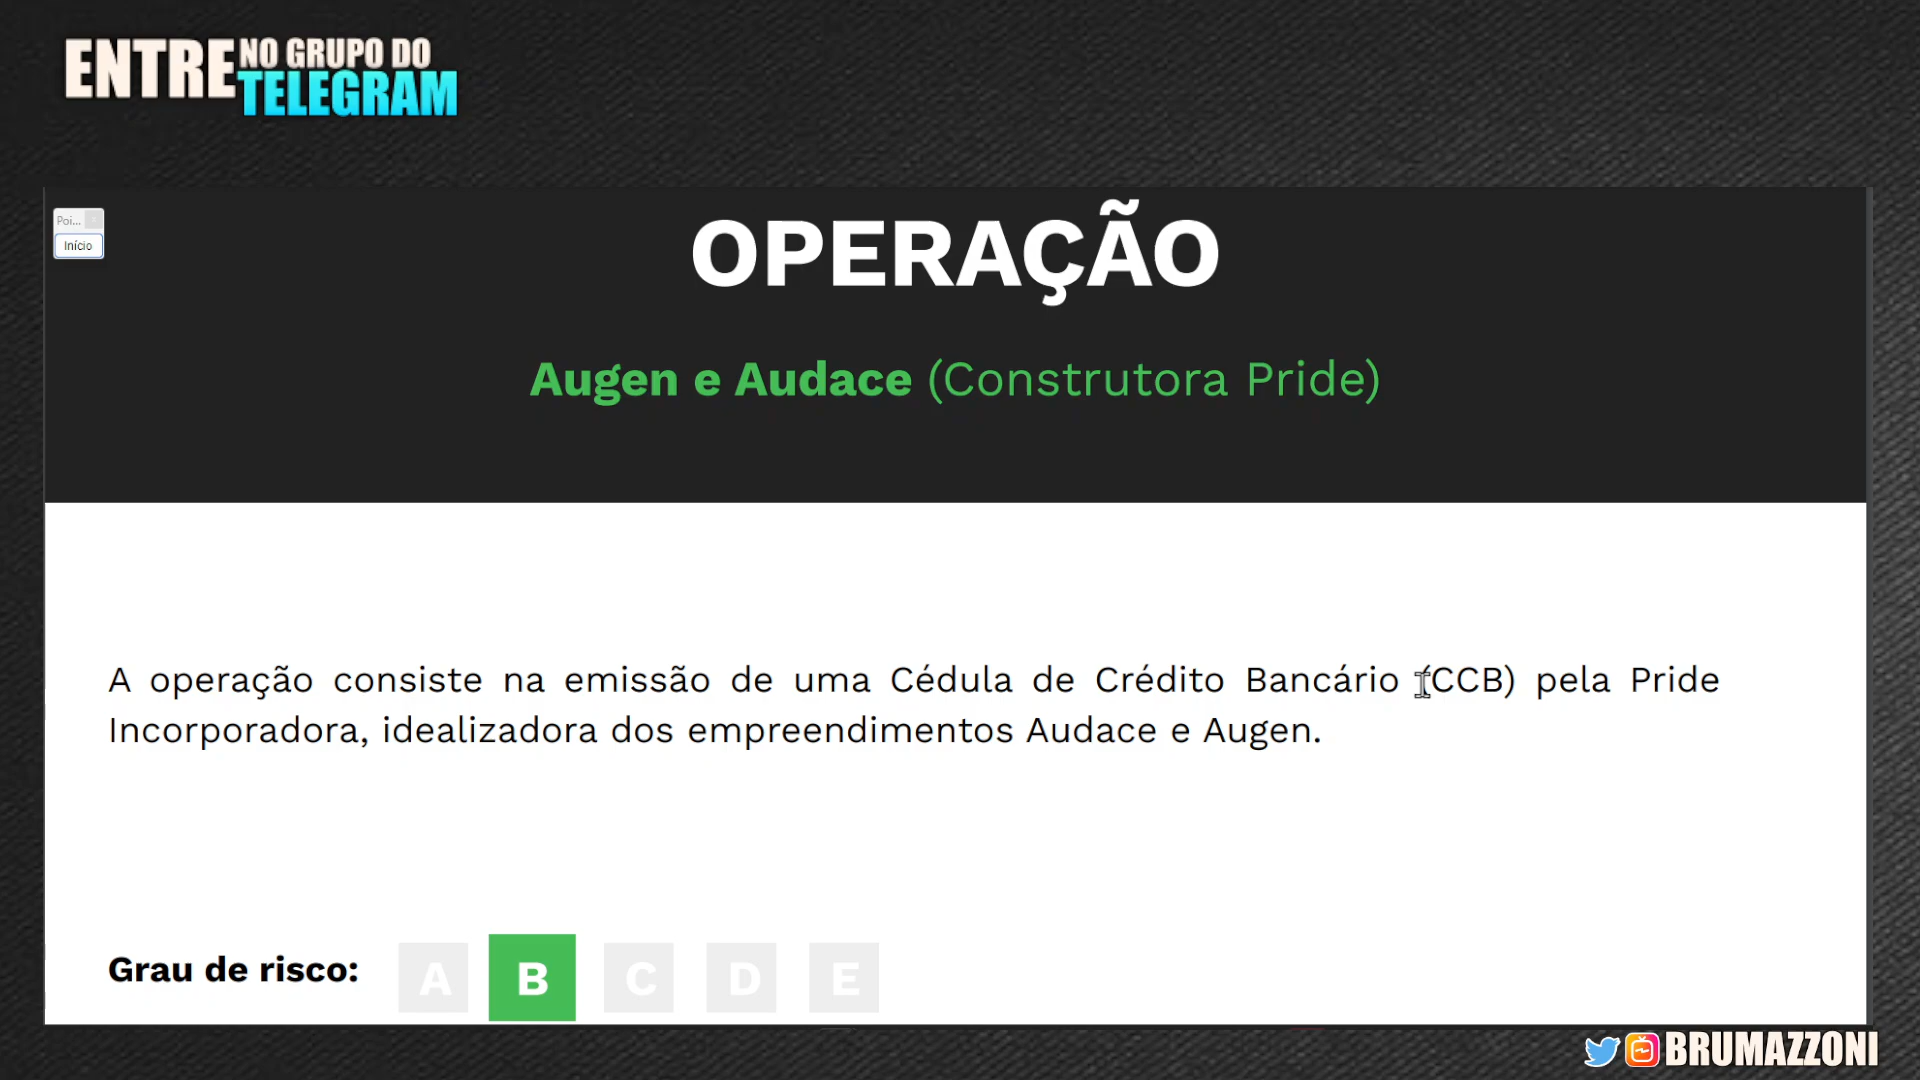 ENTRE NO GRUPO DO
TELEGRAM
Poi...
Início
OPERAÇÃO
Augen e Audace (Construtora Pride)
A operação consiste na emissão de uma Cédula de Crédito Bancário (CCB) pela Pride
Incorporadora, idealizadora dos empreendimentos Audace e Augen.
Grau de risco: A B C D E
BRUMAZZONI